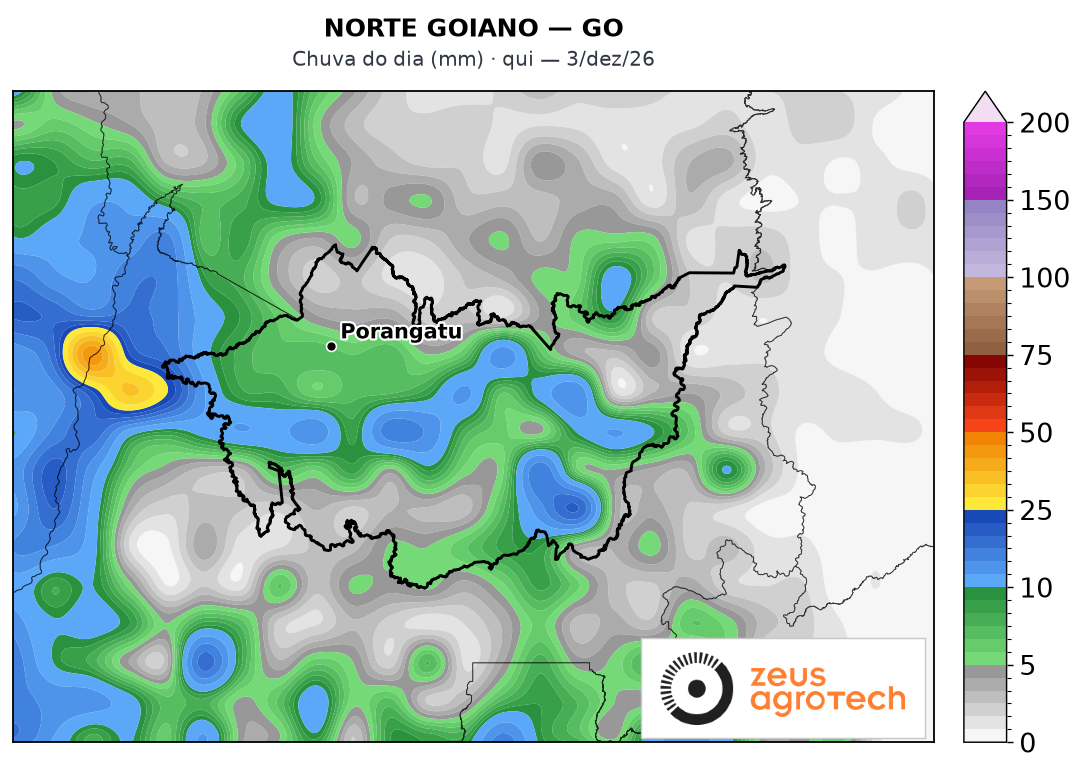 NORTE GOIANO — GO
Chuva do dia (mm) · qui — 3/dez/26
200
150
100
75
50
25
10
5
0
Porangatu
zeus
agrotech